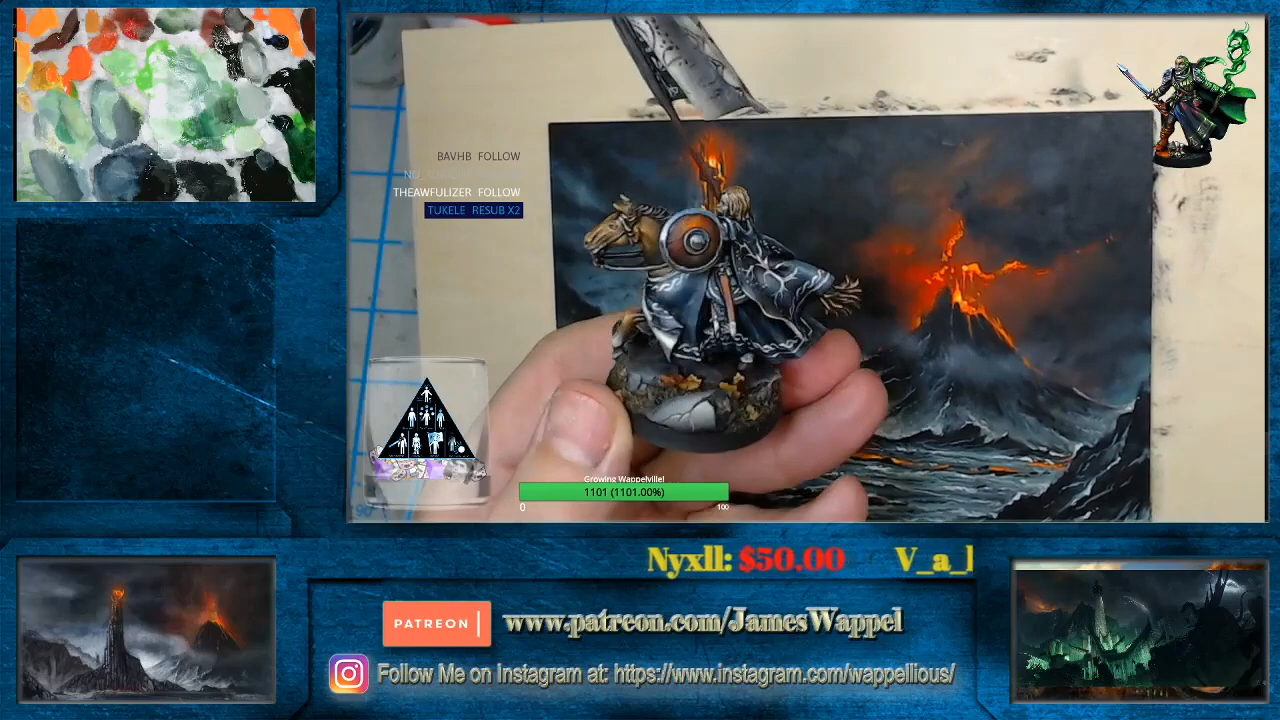 BAVHB FOLLOW
THEAWFULIZER FOLLOW
TUKELE RESUB X2
Growing Wappelville!
1101 (1101.00%)
0 100
Nyxll: $50.00 V_a_l
PATREON www.patreon.com/JamesWappel
Follow Me on Instagram at: https://www.instagram.com/wappellious/